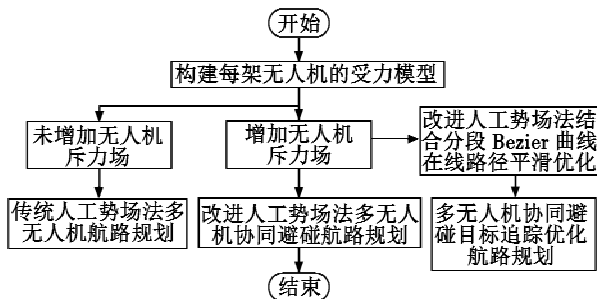 开始
构建每架无人机的受力模型
未增加无人机
斥力场
增加无人机
斥力场
改进人工势场法结
合分段 Bezier 曲线
在线路径平滑优化
传统人工势场法多
无人机航路规划
改进人工势场法多无人
机协同避碰航路规划
多无人机协同避
碰目标追踪优化
航路规划
结束